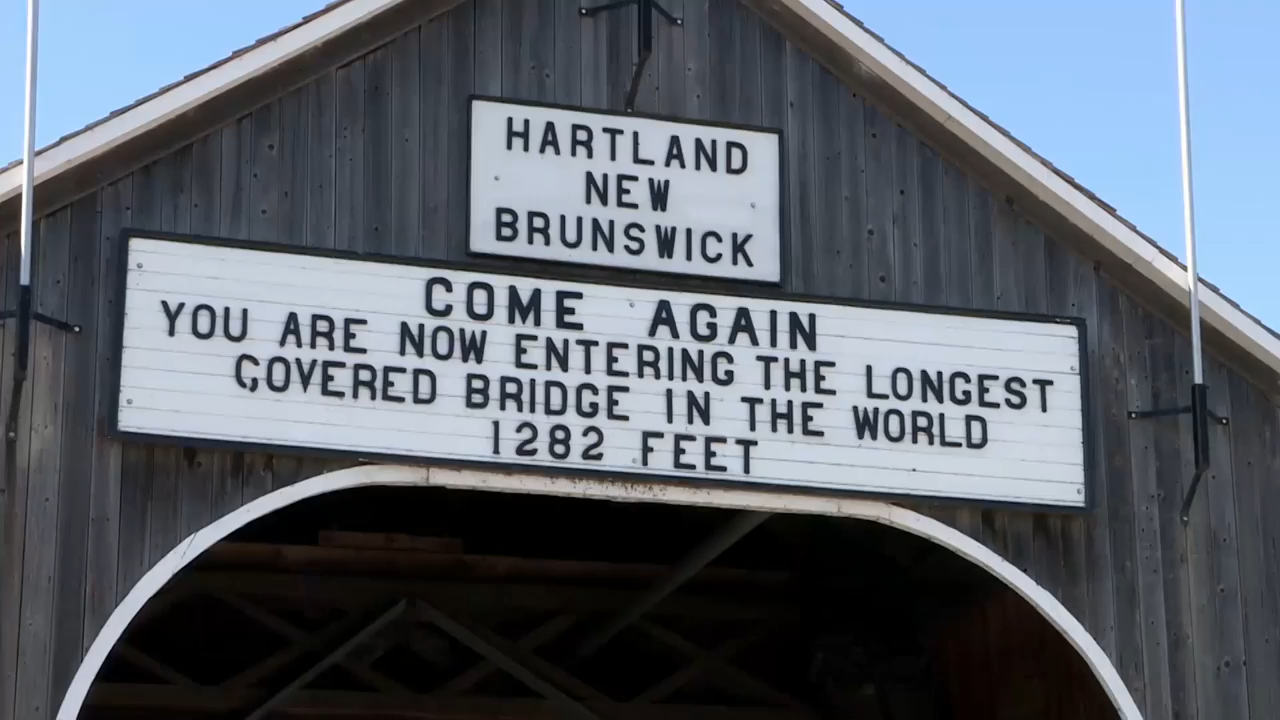 HARTLAND
NEW
BRUNSWICK
COME AGAIN
YOU ARE NOW ENTERING THE LONGEST
COVERED BRIDGE IN THE WORLD
1282 FEET